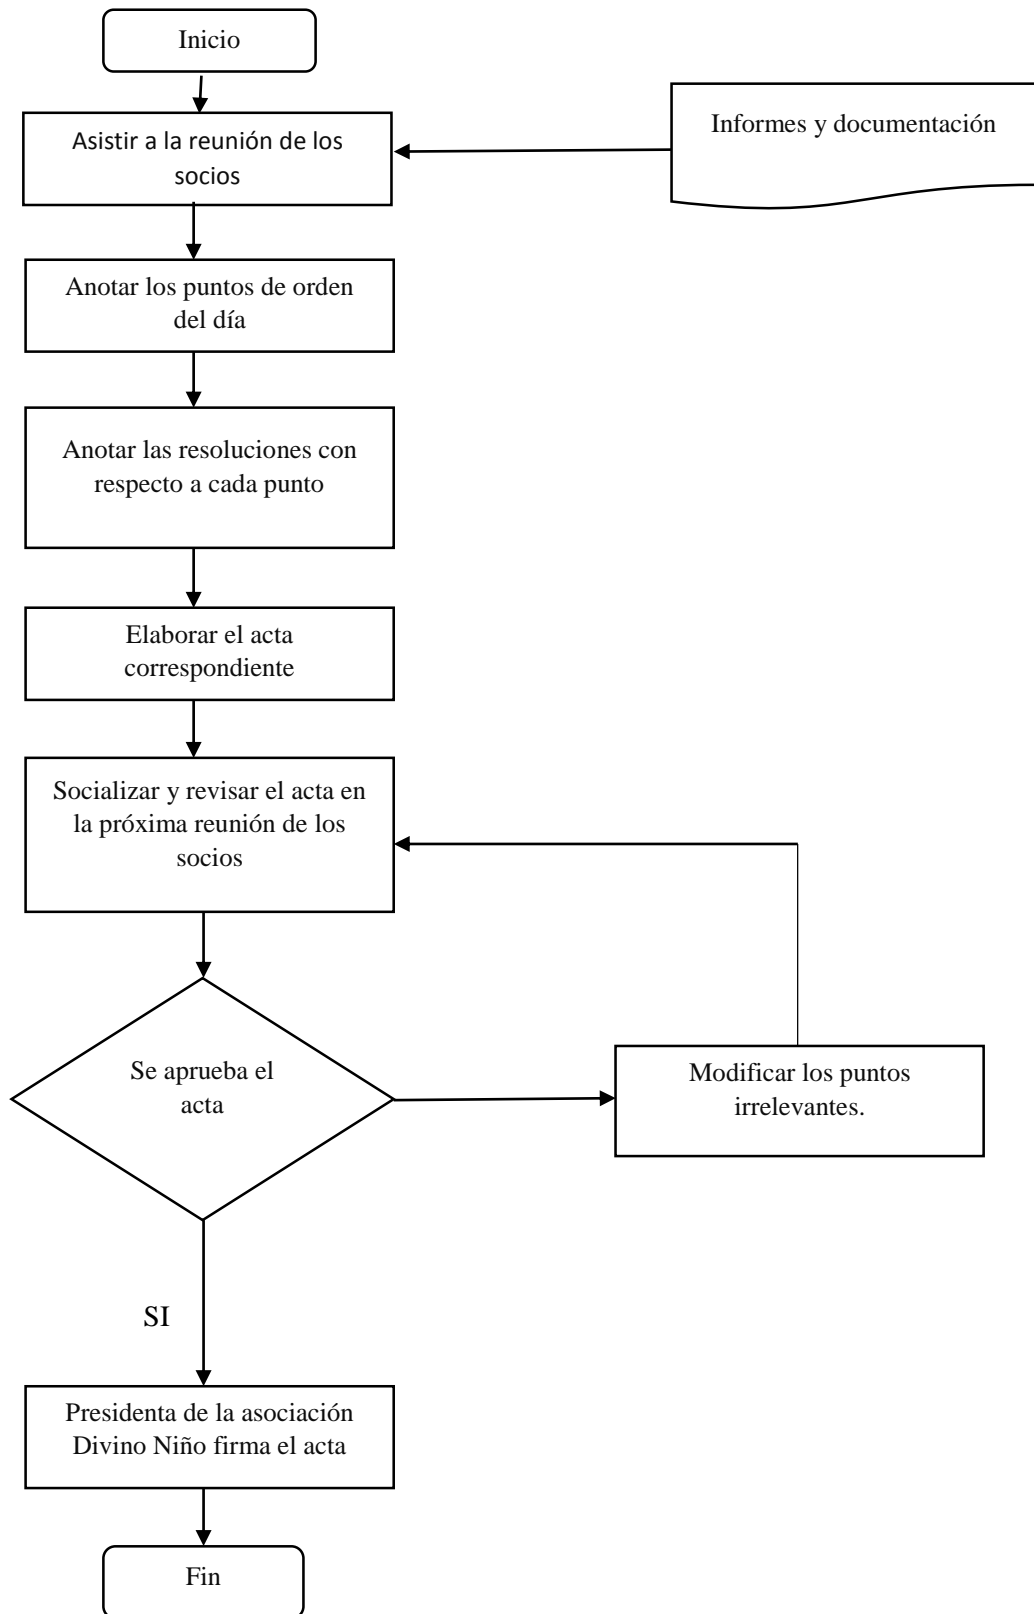 Inicio
Asistir a la reunión de los
socios
Informes y documentación
Anotar los puntos de orden
del día
Anotar las resoluciones con
respecto a cada punto
Elaborar el acta
correspondiente
Socializar y revisar el acta en
la próxima reunión de los
socios
Se aprueba el
acta
Modificar los puntos
irrelevantes.
SI
Presidenta de la asociación
Divino Niño firma el acta
Fin